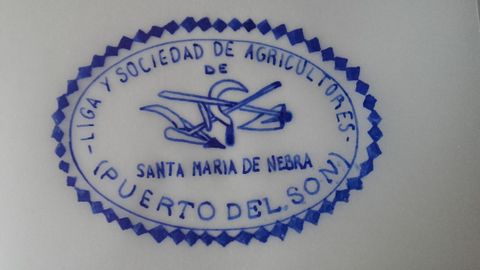 - LIGA Y SOCIEDAD DE AGRICULTORES -
DE
SANTA MARIA DE NEBRA
(PUERTO DEL SON)